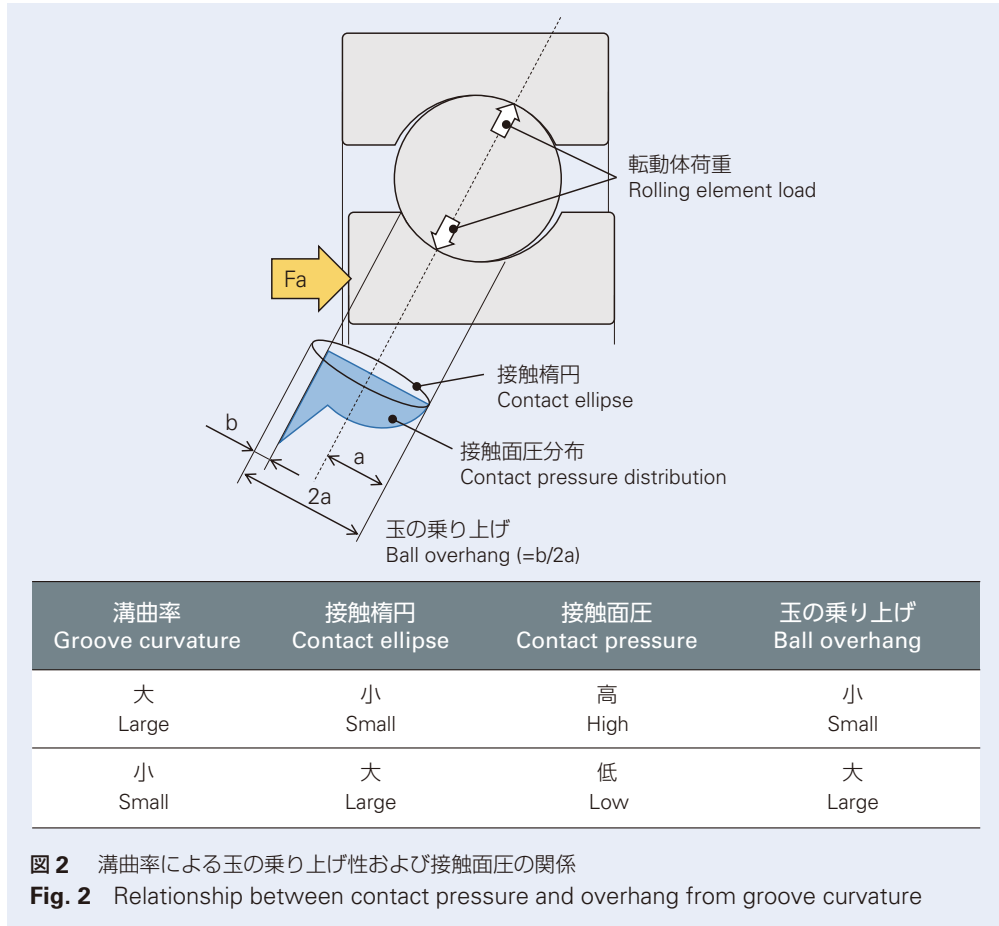 転動体荷重
Rolling element load
Fa
接触楕円
Contact ellipse
b
接触面圧分布
Contact pressure distribution
a
2a
玉の乗り上げ
Ball overhang (=b/2a)
溝曲率 接触楕円 接触面圧 玉の乗り上げ
Groove curvature Contact ellipse Contact pressure Ball overhang
大 小 高 小
Large Small High Small
小 大 低 大
Small Large Low Large
図 2 溝曲率による玉の乗り上げ性および接触面圧の関係
Fig. 2 Relationship between contact pressure and overhang from groove curvature